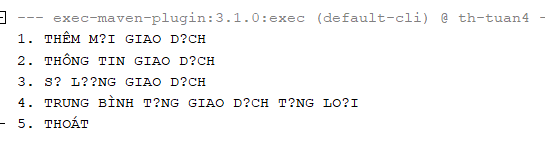 --- exec-maven-plugin:3.1.0:exec (default-cli) @ th-tuan4 -
1. THÊM M?I GIAO D?CH
2. THÔNG TIN GIAO D?CH
3. S? L??NG GIAO D?CH
4. TRUNG BÌNH T?NG GIAO D?CH T?NG LO?I
5. THOÁT